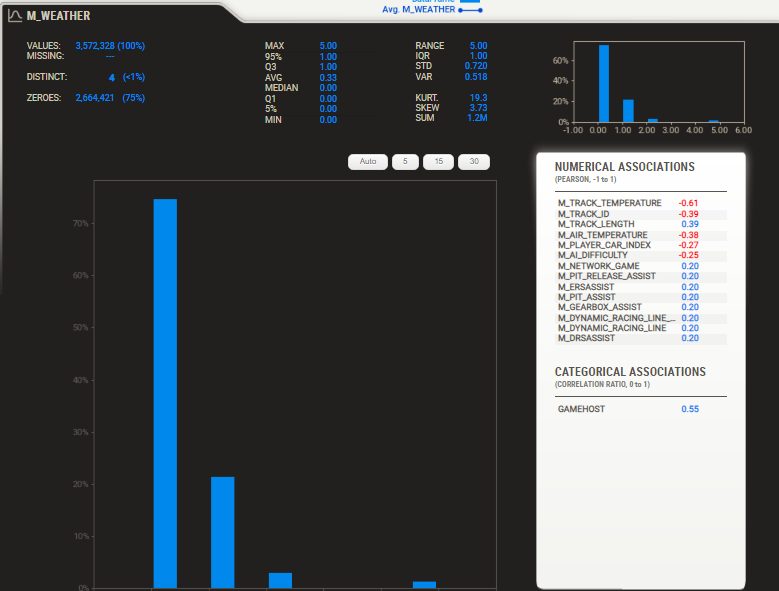 Avg. M_WEATHER
M_WEATHER
VALUES: 3,572,328 (100%)
MISSING: ---
DISTINCT: 4 (<1%)
ZEROES: 2,664,421 (75%)
MAX 5.00
95% 1.00
Q3 1.00
AVG 0.33
MEDIAN 0.00
Q1 0.00
5% 0.00
MIN 0.00
RANGE 5.00
IQR 1.00
STD 0.720
VAR 0.518
KURT. 19.3
SKEW 3.73
SUM 1.2M
60%
40%
20%
0%
-1.00 0.00 1.00 2.00 3.00 4.00 5.00 6.00
Auto 5 15 30
70%
60%
50%
40%
30%
20%
10%
0%
NUMERICAL ASSOCIATIONS
(PEARSON, -1 to 1)
M_TRACK_TEMPERATURE -0.61
M_TRACK_ID -0.39
M_TRACK_LENGTH 0.39
M_AIR_TEMPERATURE -0.38
M_PLAYER_CAR_INDEX -0.27
M_AI_DIFFICULTY -0.25
M_NETWORK_GAME 0.20
M_PIT_RELEASE_ASSIST 0.20
M_ERSASSIST 0.20
M_PIT_ASSIST 0.20
M_GEARBOX_ASSIST 0.20
M_DYNAMIC_RACING_LINE_... 0.20
M_DYNAMIC_RACING_LINE 0.20
M_DRSASSIST 0.20
CATEGORICAL ASSOCIATIONS
(CORRELATION RATIO, 0 to 1)
GAMEHOST 0.55